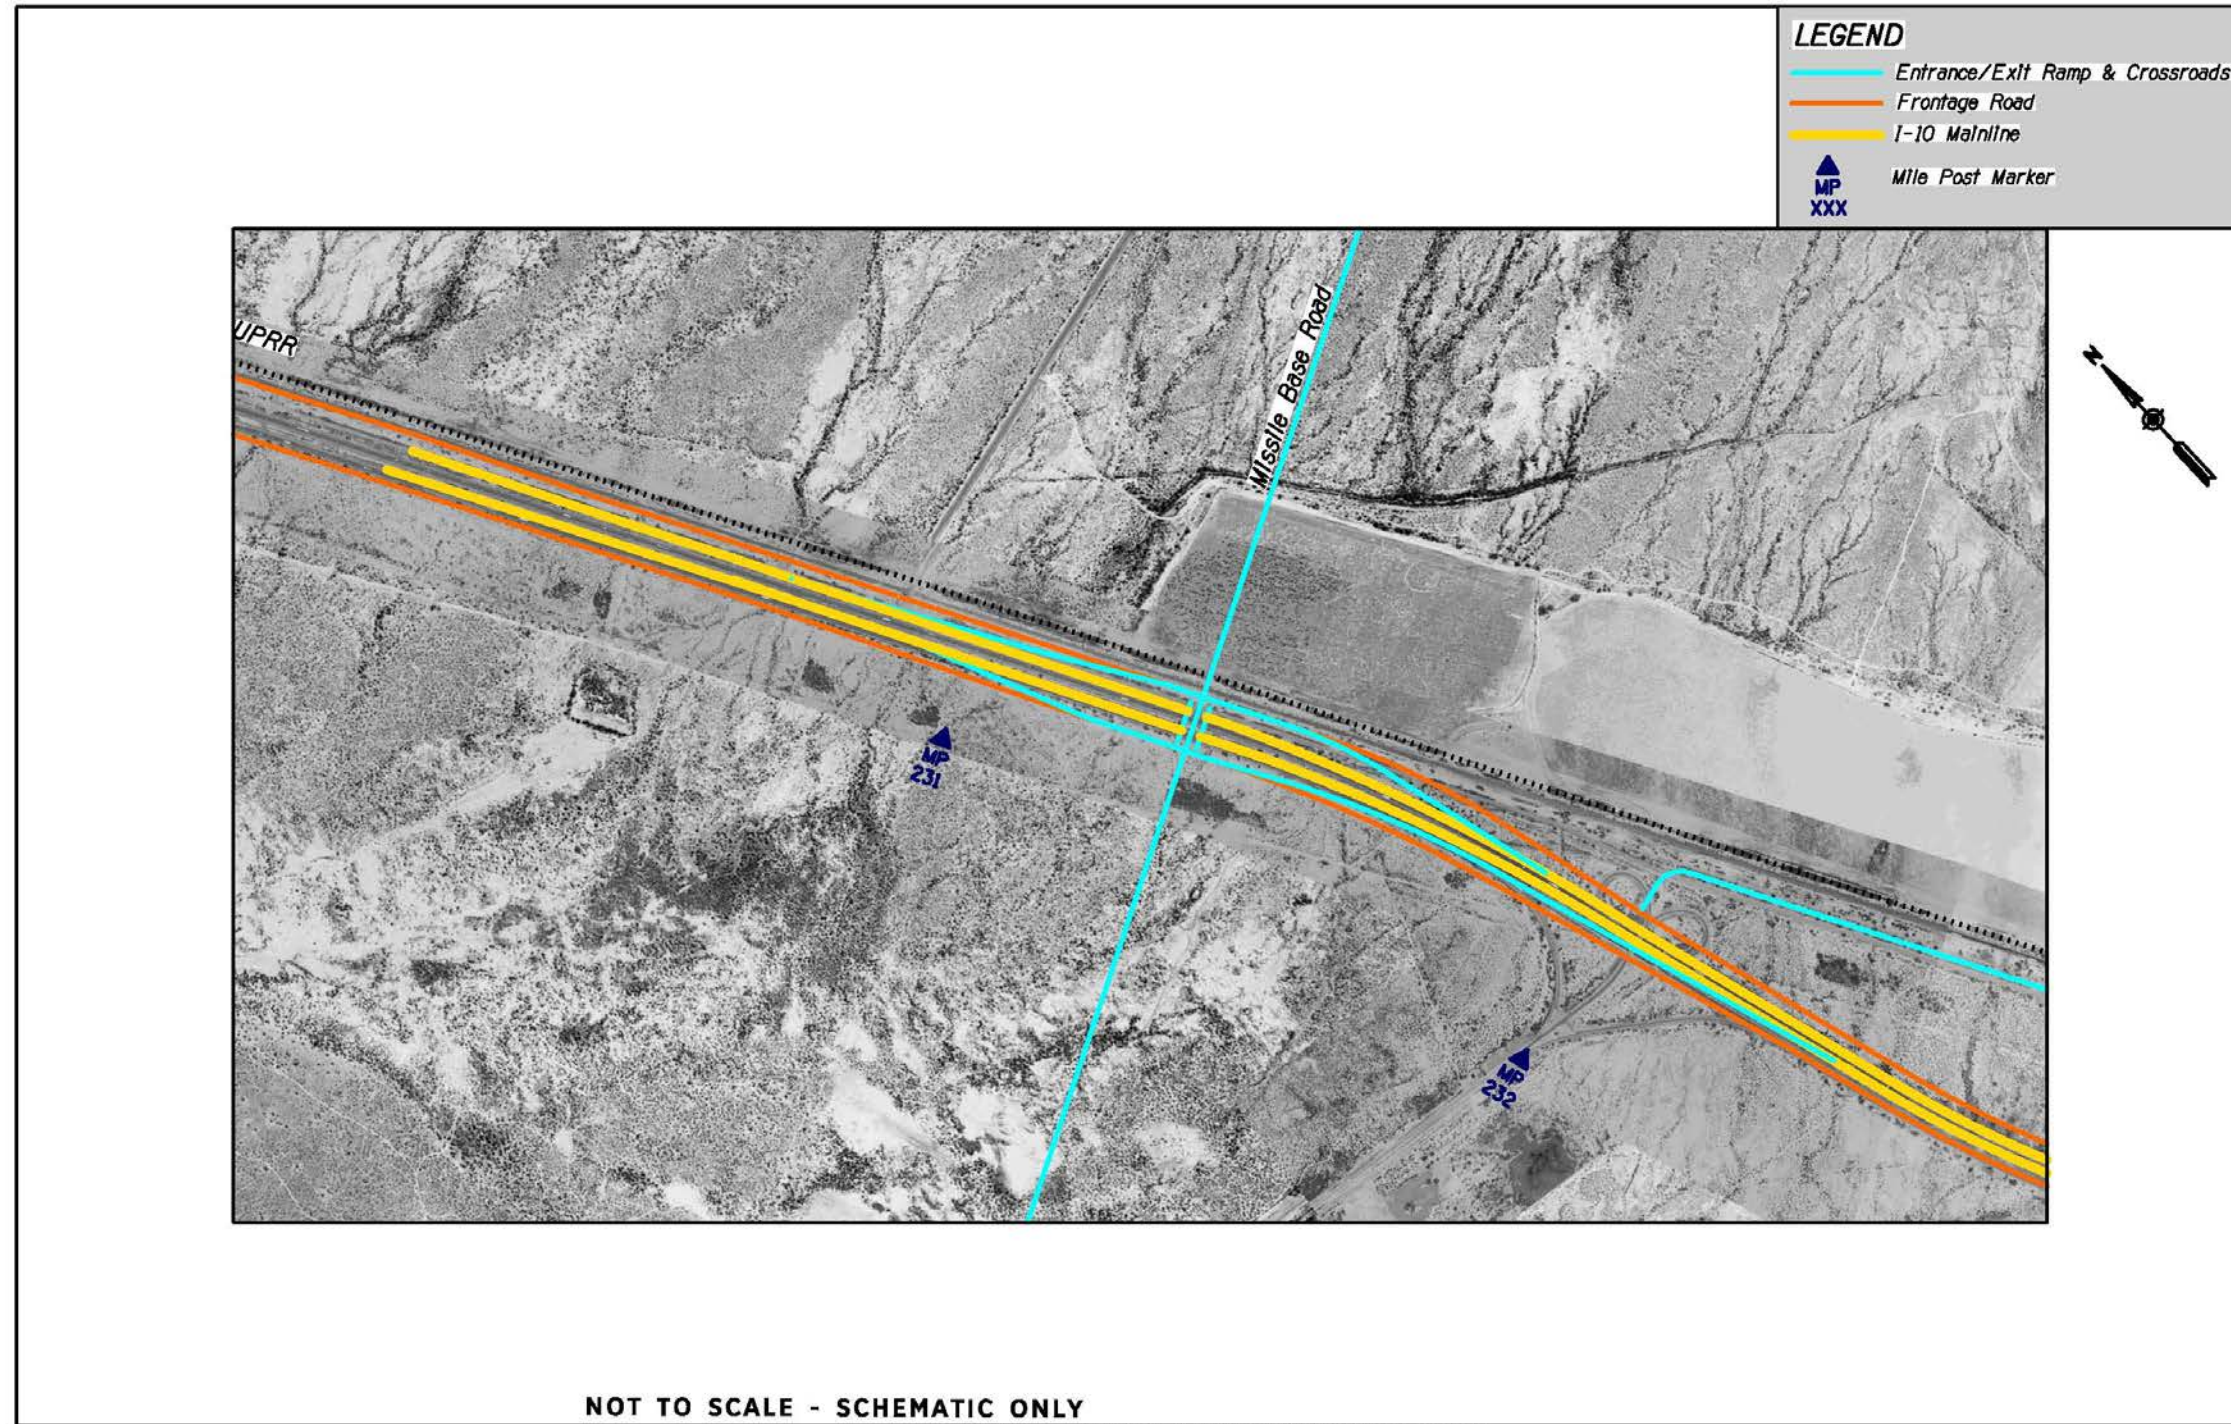 LEGEND
Entrance/Exit Ramp & Crossroads
Frontage Road
I-10 Mainline
MP
XXX
Mile Post Marker
UPRR
Missile Base Road
N
MP
231
MP
232
NOT TO SCALE - SCHEMATIC ONLY